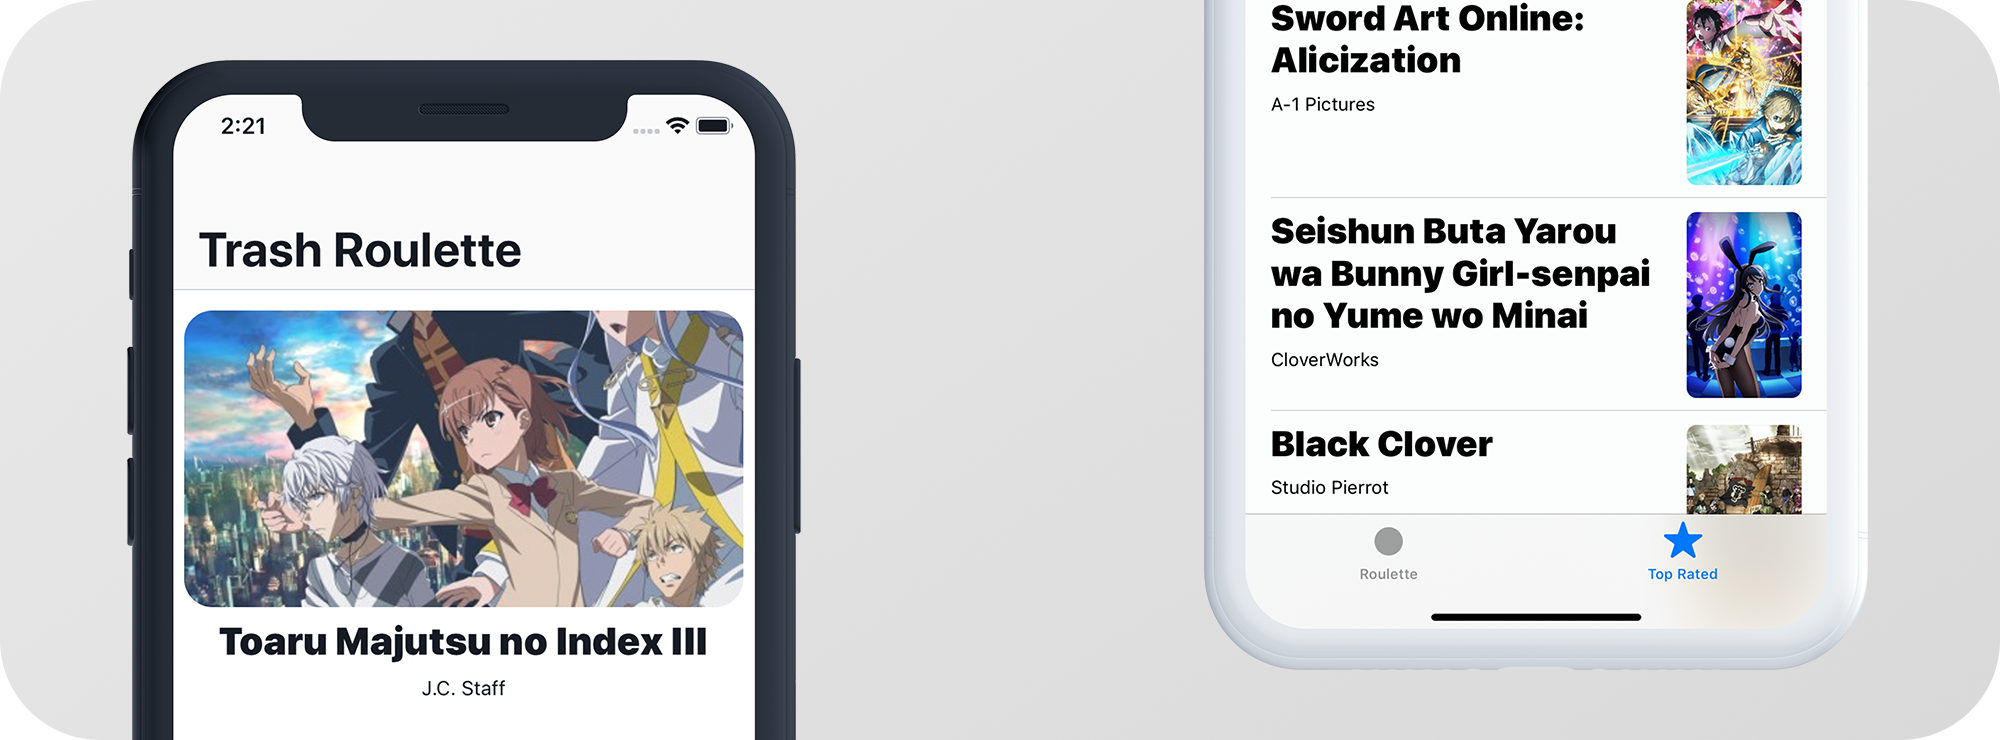 2:21
Trash Roulette
Toaru Majutsu no Index III
J.C. Staff
Sword Art Online:
Alicization
A-1 Pictures
Seishun Buta Yarou
wa Bunny Girl-senpai
no Yume wo Minai
CloverWorks
Black Clover
Studio Pierrot
Roulette
Top Rated